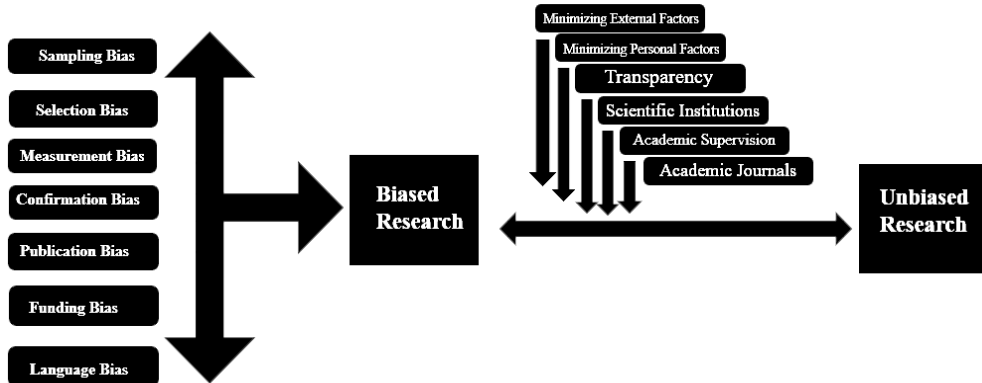 Sampling Bias
Selection Bias
Measurement Bias
Confirmation Bias
Publication Bias
Funding Bias
Language Bias
Biased
Research
Minimizing External Factors
Minimizing Personal Factors
Transparency
Scientific Institutions
Academic Supervision
Academic Journals
Unbiased
Research